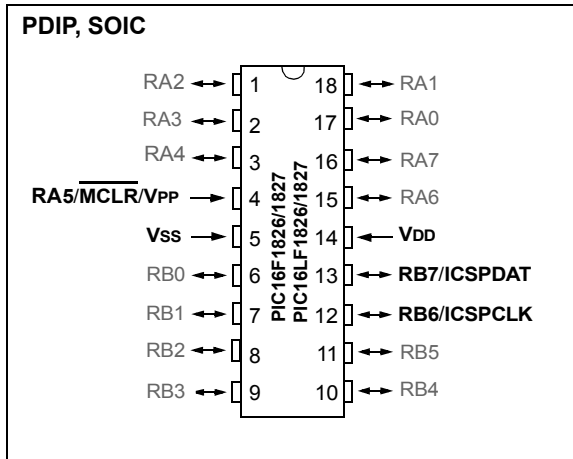 PDIP, SOIC
RA2 1 18 RA1
RA3 2 17 RA0
RA4 3 16 RA7
RA5/MCLR/VPP 4 15 RA6
VSS 5 14 VDD
RB0 6 13 RB7/ICSPDAT
RB1 7 12 RB6/ICSPCLK
RB2 8 11 RB5
RB3 9 10 RB4
PIC16F1826/1827
PIC16LF1826/1827